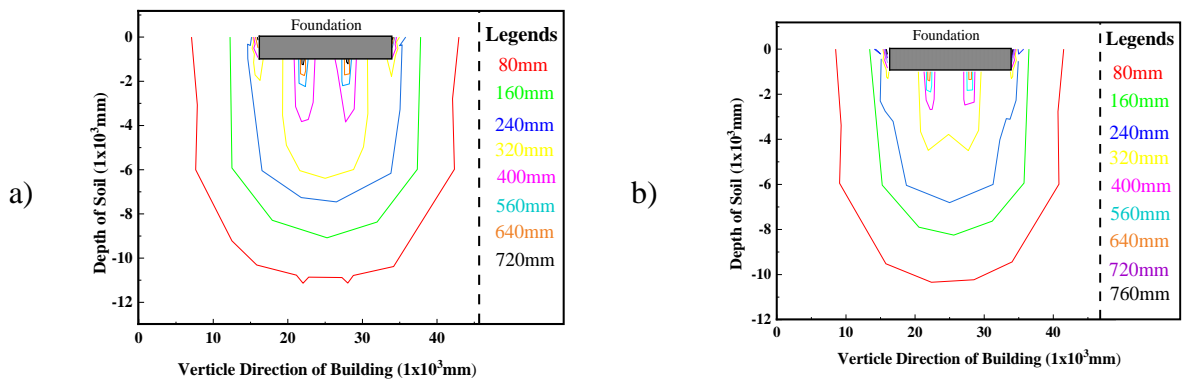 a)
Foundation
Legends
80mm
160mm
240mm
320mm
400mm
560mm
640mm
720mm
0
-2
-4
-6
-8
-10
-12
Depth of Soil (1x10³mm)
0 10 20 30 40
Verticle Direction of Building (1x10³mm)
b)
Foundation
Legends
80mm
160mm
240mm
320mm
400mm
560mm
640mm
720mm
760mm
0
-2
-4
-6
-8
-10
-12
Depth of Soil (1x10³mm)
0 10 20 30 40
Verticle Direction of Building (1x10³mm)